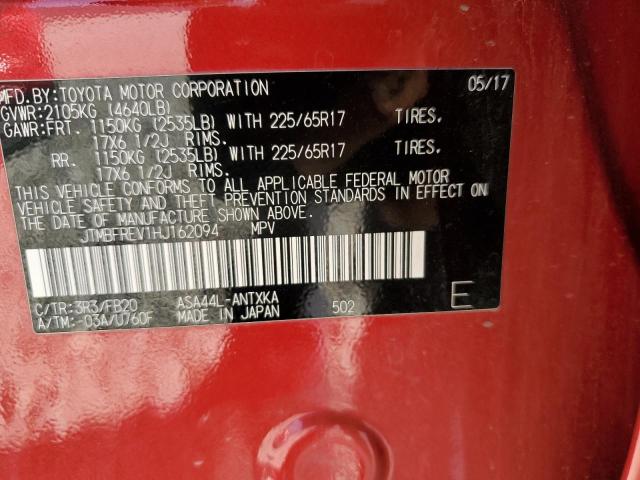 MFD.BY:TOYOTA MOTOR CORPORATION 05/17
GVWR:2105KG (4640LB)
GAWR:FRT. 1150KG (2535LB) WITH 225/65R17 TIRES.
17X6 1/2J RIMS.
RR. 1150KG (2535LB) WITH 225/65R17 TIRES.
17X6 1/2J RIMS.
THIS VEHICLE CONFORMS TO ALL APPLICABLE FEDERAL MOTOR
VEHICLE SAFETY AND THEFT PREVENTION STANDARDS IN EFFECT ON
THE DATE OF MANUFACTURE SHOWN ABOVE.
JTMBFREV1HJ162094 MPV
C/TR:3R3/FB20 ASA44L-ANTXKA
A/TM:-03A/U760F MADE IN JAPAN 502 E